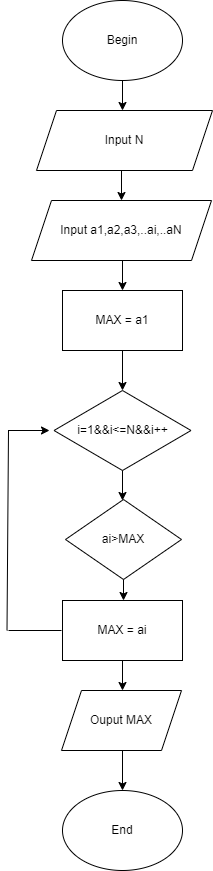 Begin
Input N
Input a1,a2,a3,..ai,..aN
MAX = a1
i=1&&i<=N&&i++
ai>MAX
MAX = ai
Ouput MAX
End